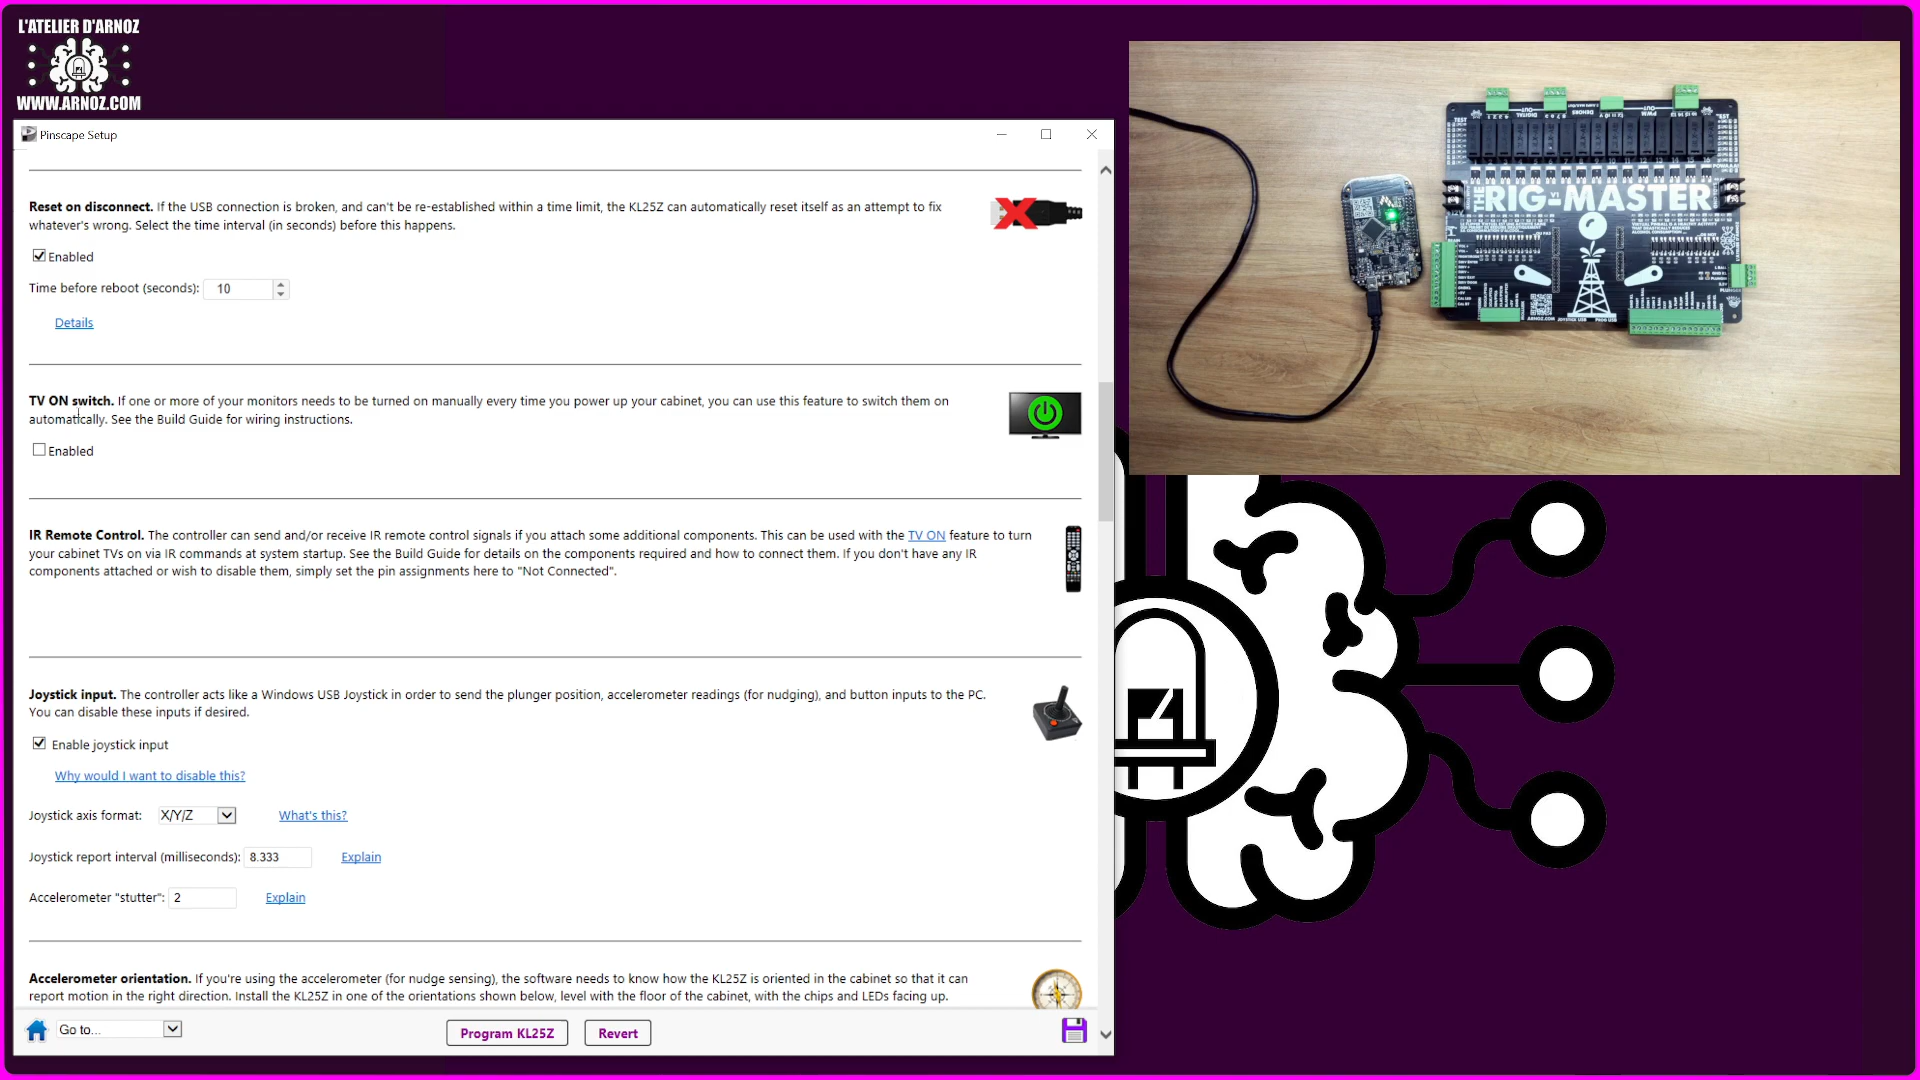 L'ATELIER D'ARNOZ
WWW.ARNOZ.COM
Pinscape Setup
Reset on disconnect. If the USB connection is broken, and can't be re-established within a time limit, the KL25Z can automatically reset itself as an attempt to fix
whatever's wrong. Select the time interval (in seconds) before this happens.
Enabled
Time before reboot (seconds): 10
Details
TV ON switch. If one or more of your monitors needs to be turned on manually every time you power up your cabinet, you can use this feature to switch them on
automatically. See the Build Guide for wiring instructions.
Enabled
IR Remote Control. The controller can send and/or receive IR remote control signals if you attach some additional components. This can be used with the TV ON feature to turn
your cabinet TVs on via IR commands at system startup. See the Build Guide for details on the components required and how to connect them. If you don't have any IR
components attached or wish to disable them, simply set the pin assignments here to "Not Connected".
Joystick input. The controller acts like a Windows USB Joystick in order to send the plunger position, accelerometer readings (for nudging), and button inputs to the PC.
You can disable these inputs if desired.
Enable joystick input
Why would I want to disable this?
Joystick axis format: X/Y/Z What's this?
Joystick report interval (milliseconds): 8.333 Explain
Accelerometer "stutter": 2 Explain
Accelerometer orientation. If you're using the accelerometer (for nudge sensing), the software needs to know how the KL25Z is oriented in the cabinet so that it can
report motion in the right direction. Install the KL25Z in one of the orientations shown below, level with the floor of the cabinet, with the chips and LEDs facing up.
Go to... Program KL25Z Revert
TEST
DIGITAL
OUT
PWM
TEST
THE RIG-MASTER
V1
ARNOZ.COM
JOYSTICK USB
PROG USB